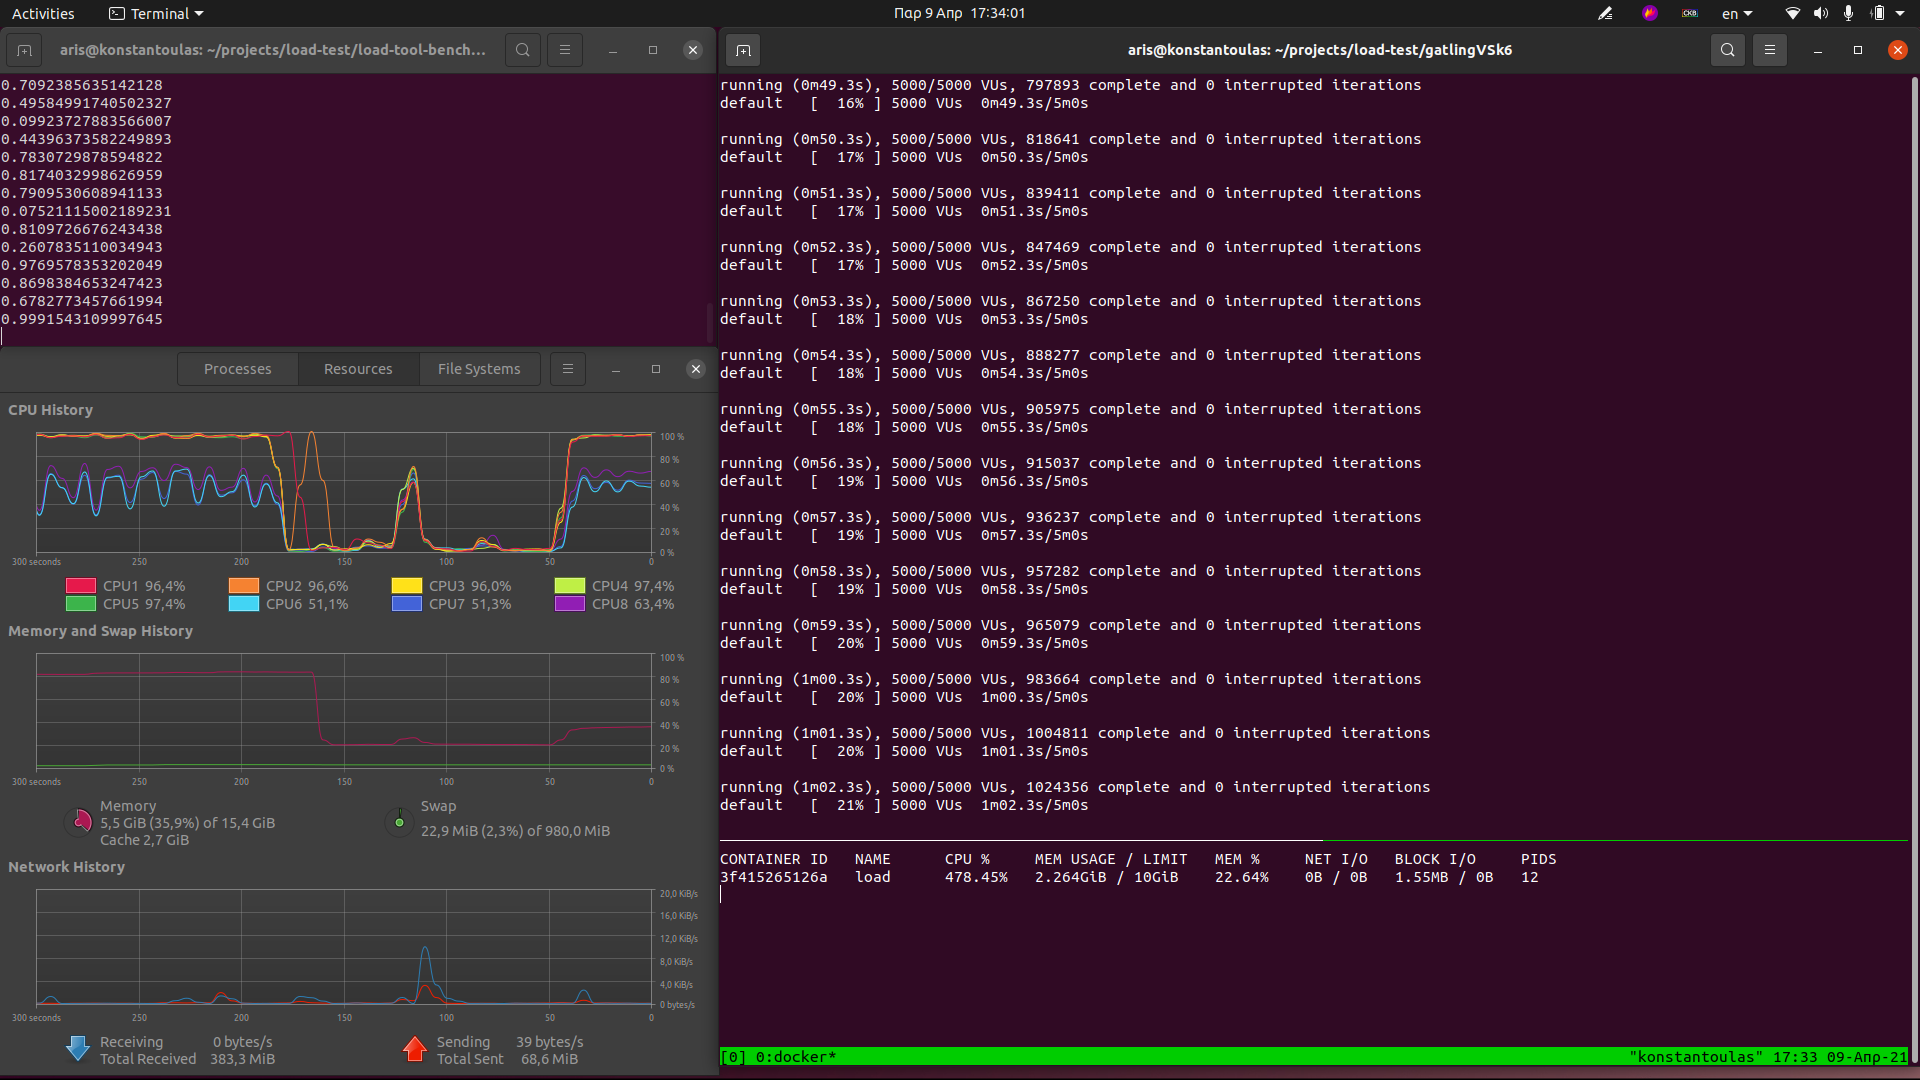 Activities
Terminal
Παρ 9 Απρ 17:34:01
CKB
en
aris@konstantoulas: ~/projects/load-test/load-tool-bench...
0.7092385635142128
0.49584991740502327
0.09923727883566007
0.44396373582249893
0.7830729878594822
0.8174032998626959
0.7909530608941133
0.07521115002189231
0.8109726676243438
0.2607835110034943
0.9769578353202049
0.8698384653247423
0.6782773457661994
0.9991543109997645
Processes
Resources
File Systems
CPU History
100 %
80 %
60 %
40 %
20 %
0 %
300 seconds 250 200 150 100 50 0
CPU1 96,4% CPU2 96,6% CPU3 96,0% CPU4 97,4%
CPU5 97,4% CPU6 51,1% CPU7 51,3% CPU8 63,4%
Memory and Swap History
100 %
80 %
60 %
40 %
20 %
0 %
300 seconds 250 200 150 100 50 0
Memory
5,5 GiB (35,9%) of 15,4 GiB
Cache 2,7 GiB
Swap
22,9 MiB (2,3%) of 980,0 MiB
Network History
20,0 KiB/s
16,0 KiB/s
12,0 KiB/s
8,0 KiB/s
4,0 KiB/s
0 bytes/s
300 seconds 250 200 150 100 50 0
Receiving 0 bytes/s
Total Received 383,3 MiB
Sending 39 bytes/s
Total Sent 68,6 MiB
aris@konstantoulas: ~/projects/load-test/gatlingVSk6
running (0m49.3s), 5000/5000 VUs, 797893 complete and 0 interrupted iterations
default [ 16% ] 5000 VUs 0m49.3s/5m0s
running (0m50.3s), 5000/5000 VUs, 818641 complete and 0 interrupted iterations
default [ 17% ] 5000 VUs 0m50.3s/5m0s
running (0m51.3s), 5000/5000 VUs, 839411 complete and 0 interrupted iterations
default [ 17% ] 5000 VUs 0m51.3s/5m0s
running (0m52.3s), 5000/5000 VUs, 847469 complete and 0 interrupted iterations
default [ 17% ] 5000 VUs 0m52.3s/5m0s
running (0m53.3s), 5000/5000 VUs, 867250 complete and 0 interrupted iterations
default [ 18% ] 5000 VUs 0m53.3s/5m0s
running (0m54.3s), 5000/5000 VUs, 888277 complete and 0 interrupted iterations
default [ 18% ] 5000 VUs 0m54.3s/5m0s
running (0m55.3s), 5000/5000 VUs, 905975 complete and 0 interrupted iterations
default [ 18% ] 5000 VUs 0m55.3s/5m0s
running (0m56.3s), 5000/5000 VUs, 915037 complete and 0 interrupted iterations
default [ 19% ] 5000 VUs 0m56.3s/5m0s
running (0m57.3s), 5000/5000 VUs, 936237 complete and 0 interrupted iterations
default [ 19% ] 5000 VUs 0m57.3s/5m0s
running (0m58.3s), 5000/5000 VUs, 957282 complete and 0 interrupted iterations
default [ 19% ] 5000 VUs 0m58.3s/5m0s
running (0m59.3s), 5000/5000 VUs, 965079 complete and 0 interrupted iterations
default [ 20% ] 5000 VUs 0m59.3s/5m0s
running (1m00.3s), 5000/5000 VUs, 983664 complete and 0 interrupted iterations
default [ 20% ] 5000 VUs 1m00.3s/5m0s
running (1m01.3s), 5000/5000 VUs, 1004811 complete and 0 interrupted iterations
default [ 20% ] 5000 VUs 1m01.3s/5m0s
running (1m02.3s), 5000/5000 VUs, 1024356 complete and 0 interrupted iterations
default [ 21% ] 5000 VUs 1m02.3s/5m0s
CONTAINER ID NAME CPU % MEM USAGE / LIMIT MEM % NET I/O BLOCK I/O PIDS
3f415265126a load 478.45% 2.264GiB / 10GiB 22.64% 0B / 0B 1.55MB / 0B 12
[0] 0:docker*
"konstantoulas" 17:33 09-Απρ-21